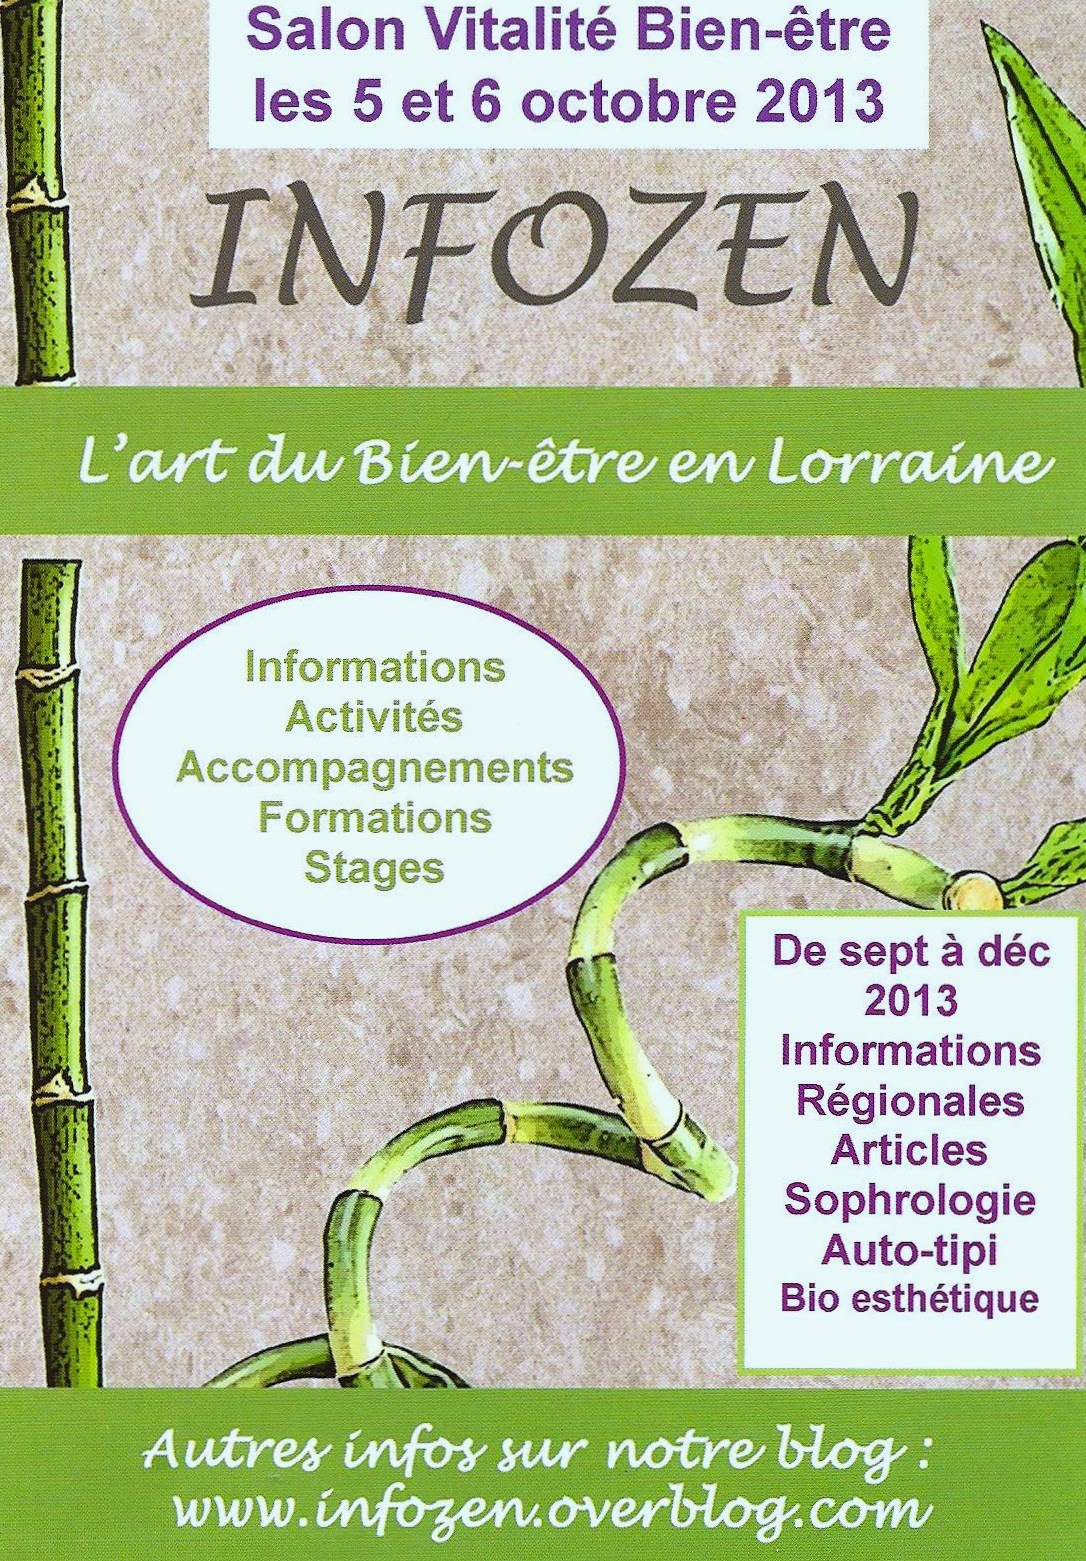 Salon Vitalité Bien-être
les 5 et 6 octobre 2013
INFOZEN
L'art du Bien-être en Lorraine
Informations
Activités
Accompagnements
Formations
Stages
De sept à déc
2013
Informations
Régionales
Articles
Sophrologie
Auto-tipi
Bio esthétique
Autres infos sur notre blog :
www.infozen.overblog.com